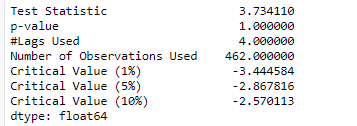 Test Statistic 3.734110
p-value 1.000000
#Lags Used 4.000000
Number of Observations Used 462.000000
Critical Value (1%) -3.444584
Critical Value (5%) -2.867816
Critical Value (10%) -2.570113
dtype: float64